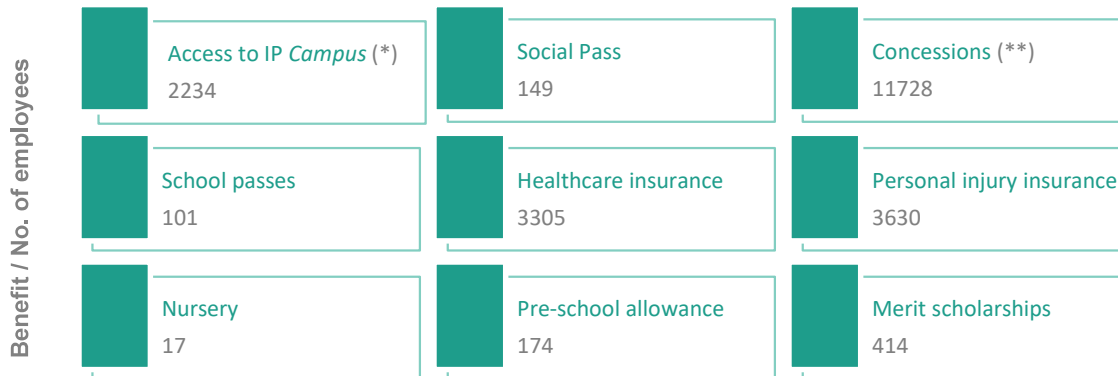 Benefit / No. of employees
Access to IP Campus (*)
2234
Social Pass
149
Concessions (**)
11728
School passes
101
Healthcare insurance
3305
Personal injury insurance
3630
Nursery
17
Pre-school allowance
174
Merit scholarships
414